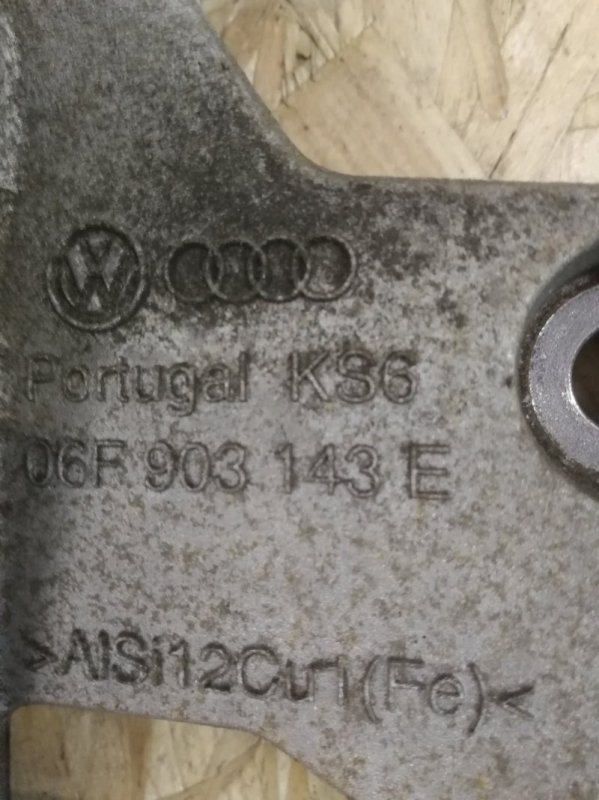 Portugal KS6
06F 903 143 E
>AlSi12Cu1(Fe)<